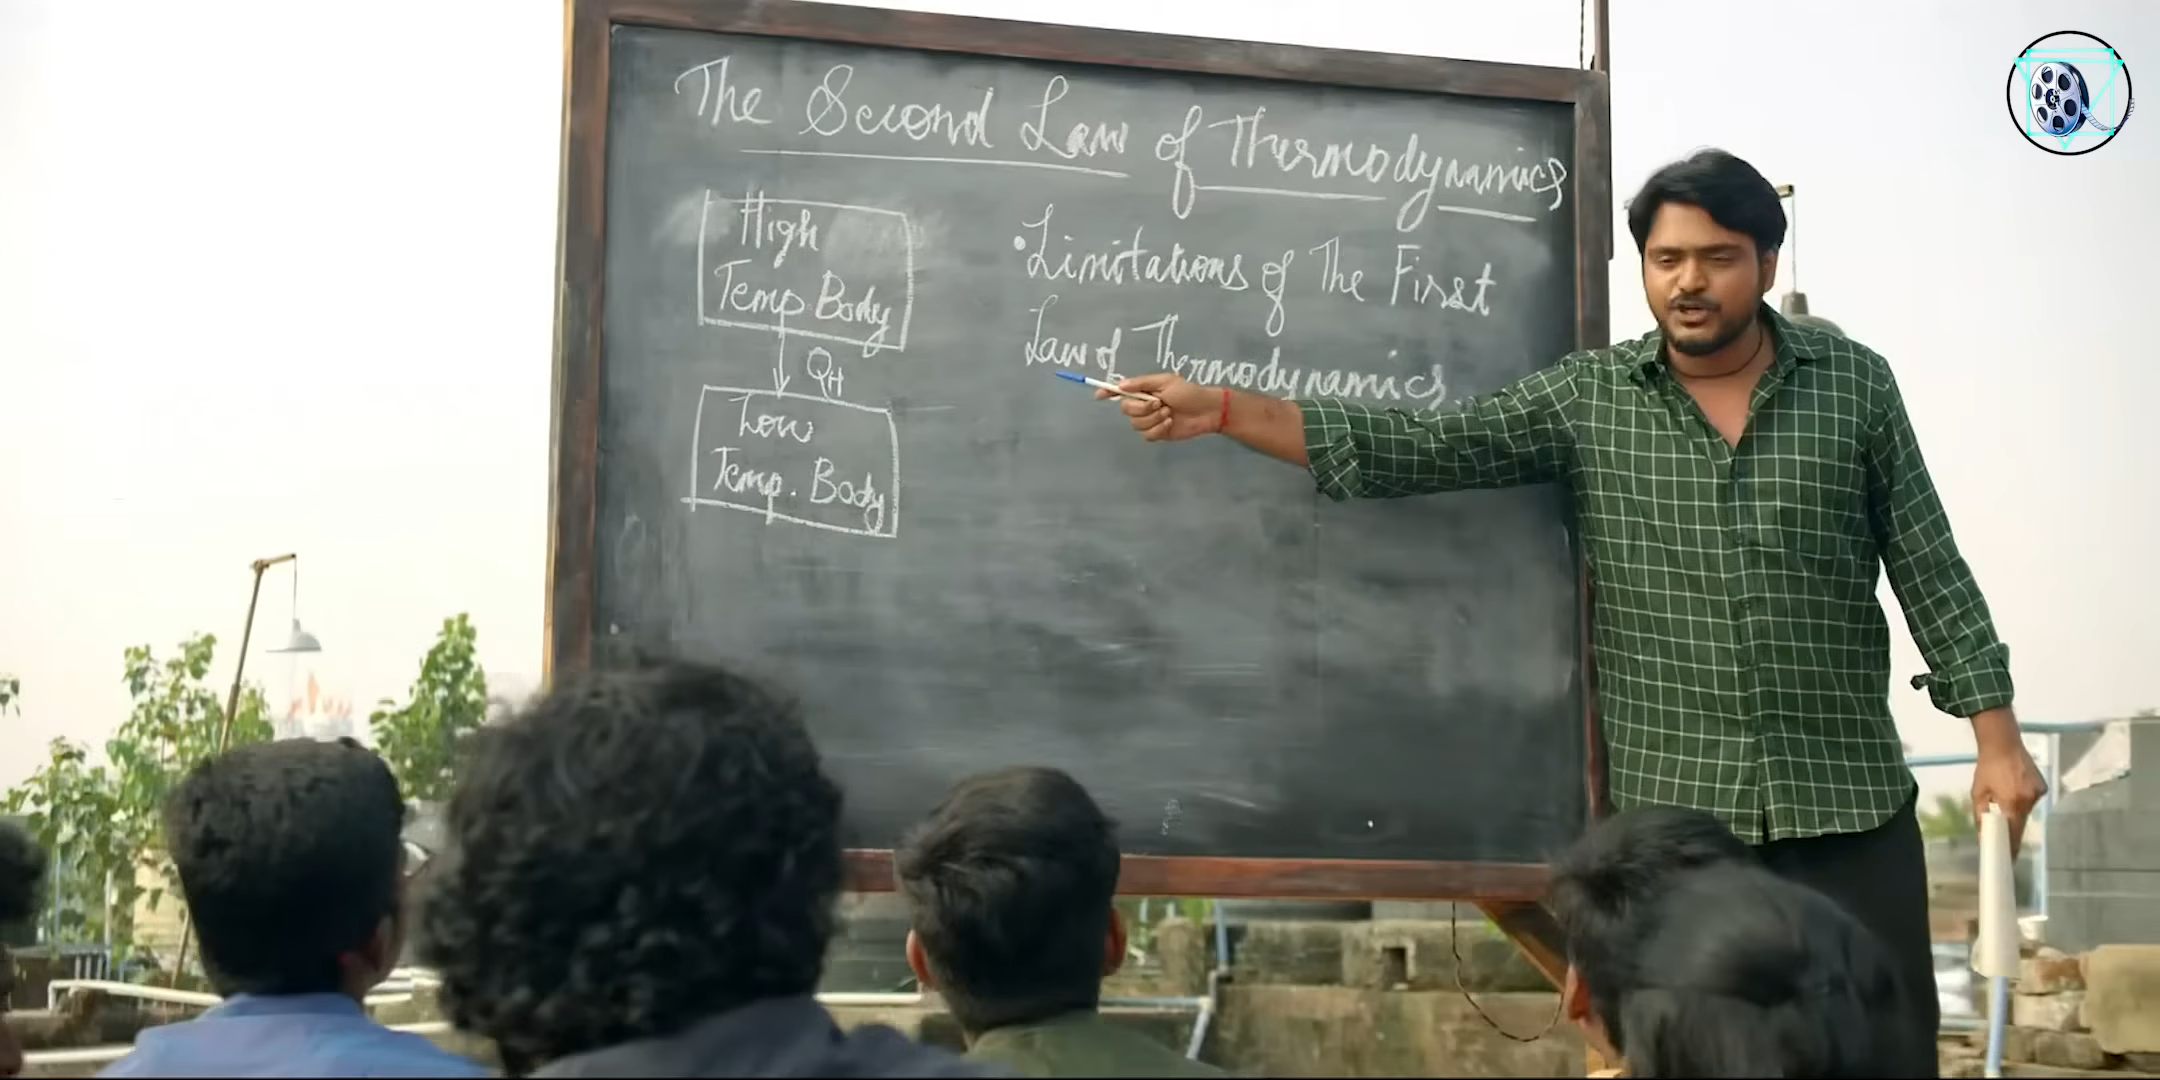 The Second Law of Thermodynamics
High
Temp Body
QH
Low
Temp. Body
• Limitations of The First
Law of Thermodynamics.